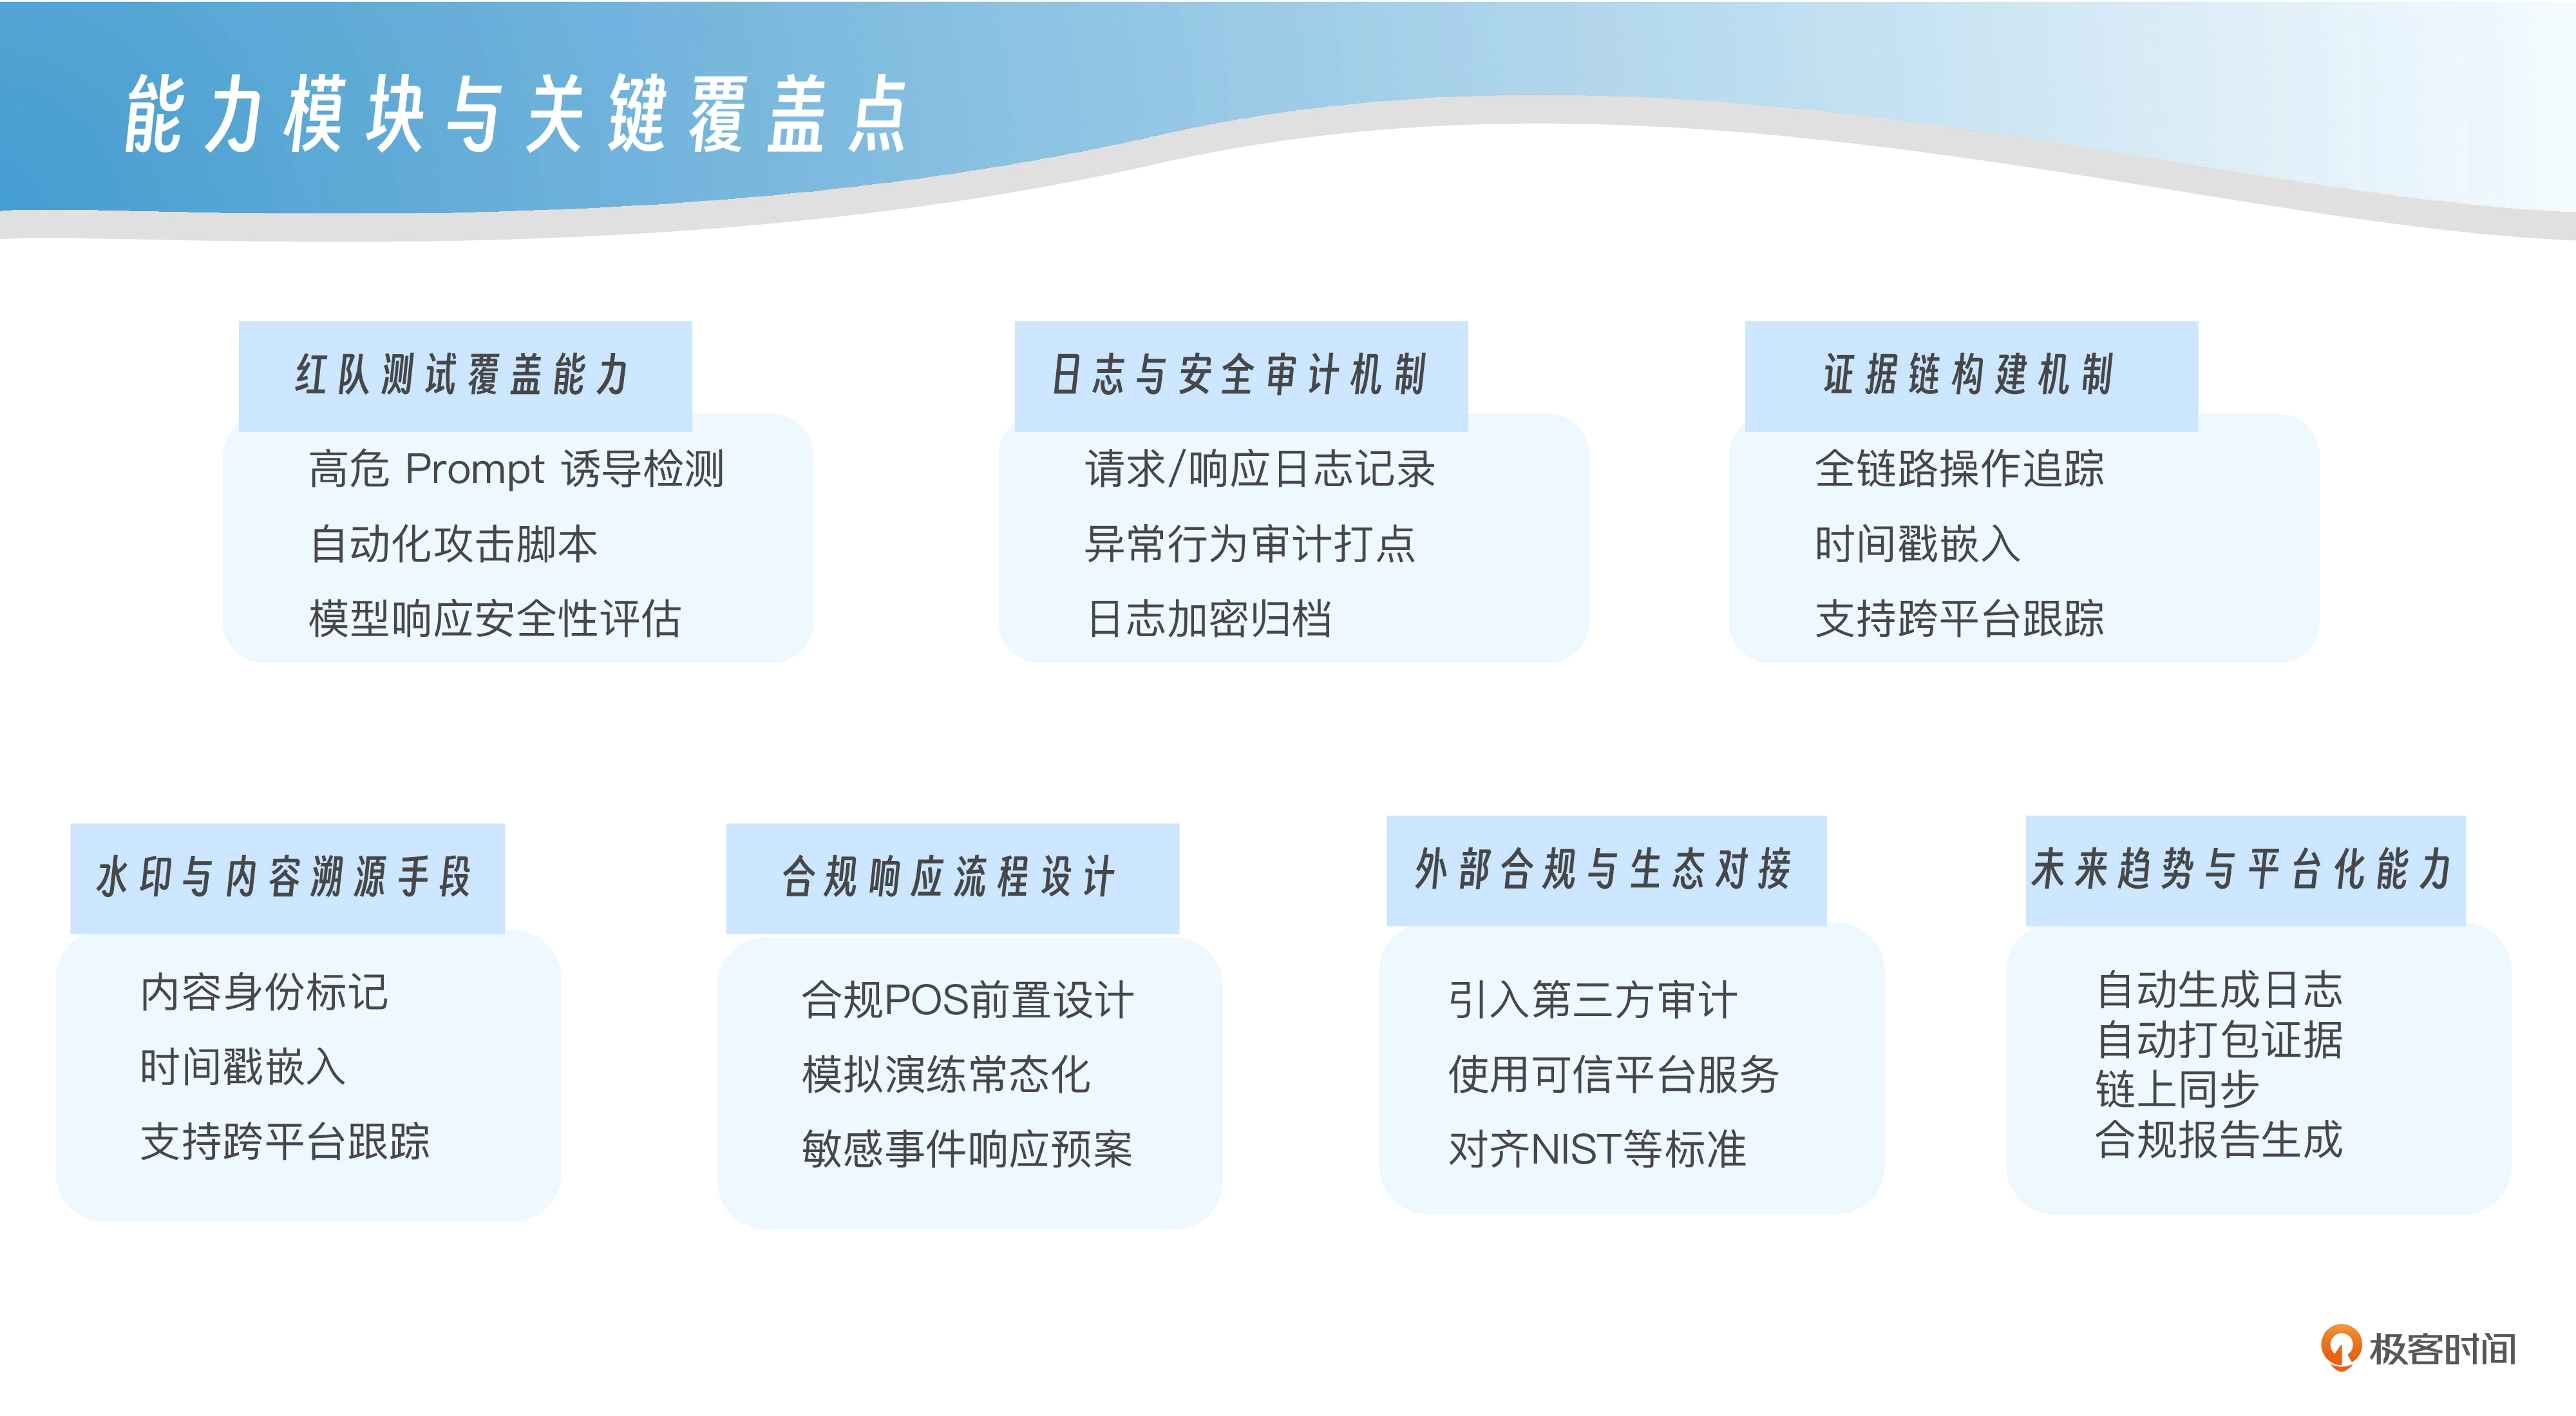 能力模块与关键覆盖点
红队测试覆盖能力
高危 Prompt 诱导检测
自动化攻击脚本
模型响应安全性评估
日志与安全审计机制
请求/响应日志记录
异常行为审计打点
日志加密归档
证据链构建机制
全链路操作追踪
时间戳嵌入
支持跨平台跟踪
水印与内容溯源手段
内容身份标记
时间戳嵌入
支持跨平台跟踪
合规响应流程设计
合规POS前置设计
模拟演练常态化
敏感事件响应预案
外部合规与生态对接
引入第三方审计
使用可信平台服务
对齐NIST等标准
未来趋势与平台化能力
自动生成日志
自动打包证据
链上同步
合规报告生成
极客时间